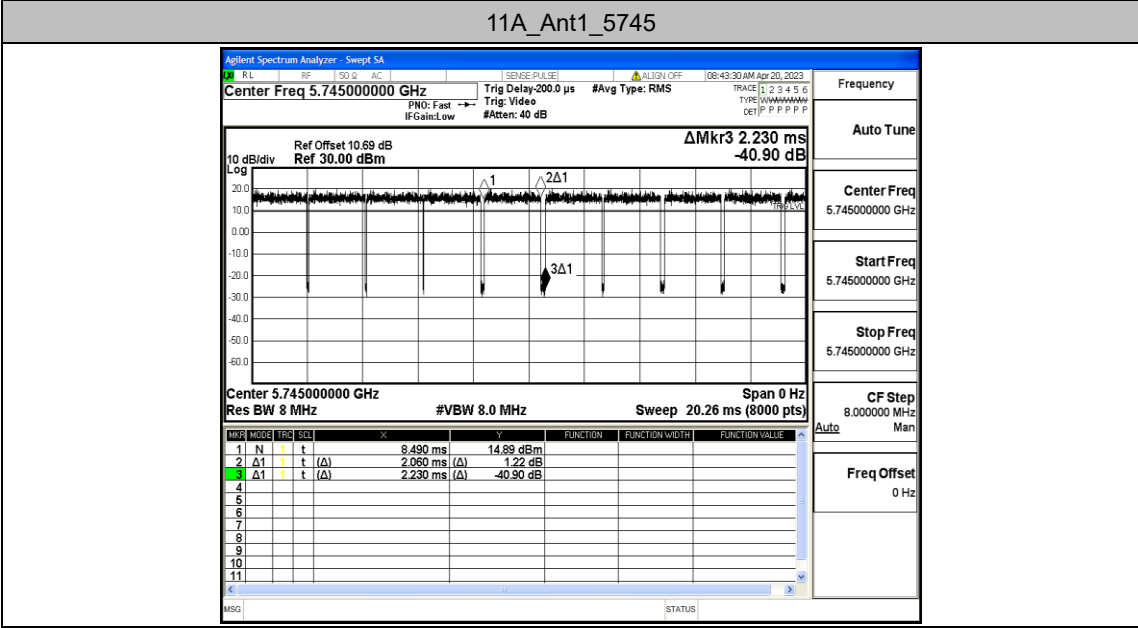 11A_Ant1_5745
Agilent Spectrum Analyzer - Swept SA
RL RF 50 Ω AC SENSE:PULSE ALIGN OFF 08:43:30 AM Apr 20, 2023
Center Freq 5.745000000 GHz
PNO: Fast
IFGain:Low
Trig Delay-200.0 µs
Trig: Video
#Atten: 40 dB
#Avg Type: RMS
TRACE 1 2 3 4 5 6
TYPE
DET P P P P P P
ΔMkr3 2.230 ms
-40.90 dB
Ref Offset 10.69 dB
10 dB/div Ref 30.00 dBm
Log
20.0
10.0
0.00
-10.0
-20.0
-30.0
-40.0
-50.0
-60.0
1
2Δ1
3Δ1
TRIG LVL
Center 5.745000000 GHz Span 0 Hz
Res BW 8 MHz #VBW 8.0 MHz Sweep 20.26 ms (8000 pts)
MKR MODE TRC SCL X Y FUNCTION FUNCTION WIDTH FUNCTION VALUE
1 N 1 t 8.490 ms 14.89 dBm
2 Δ1 1 t (Δ) 2.060 ms (Δ) 1.22 dB
3 Δ1 1 t (Δ) 2.230 ms (Δ) -40.90 dB
4
5
6
7
8
9
10
11
MSG STATUS
Frequency
Auto Tune
Center Freq
5.745000000 GHz
Start Freq
5.745000000 GHz
Stop Freq
5.745000000 GHz
CF Step
8.000000 MHz
Auto Man
Freq Offset
0 Hz